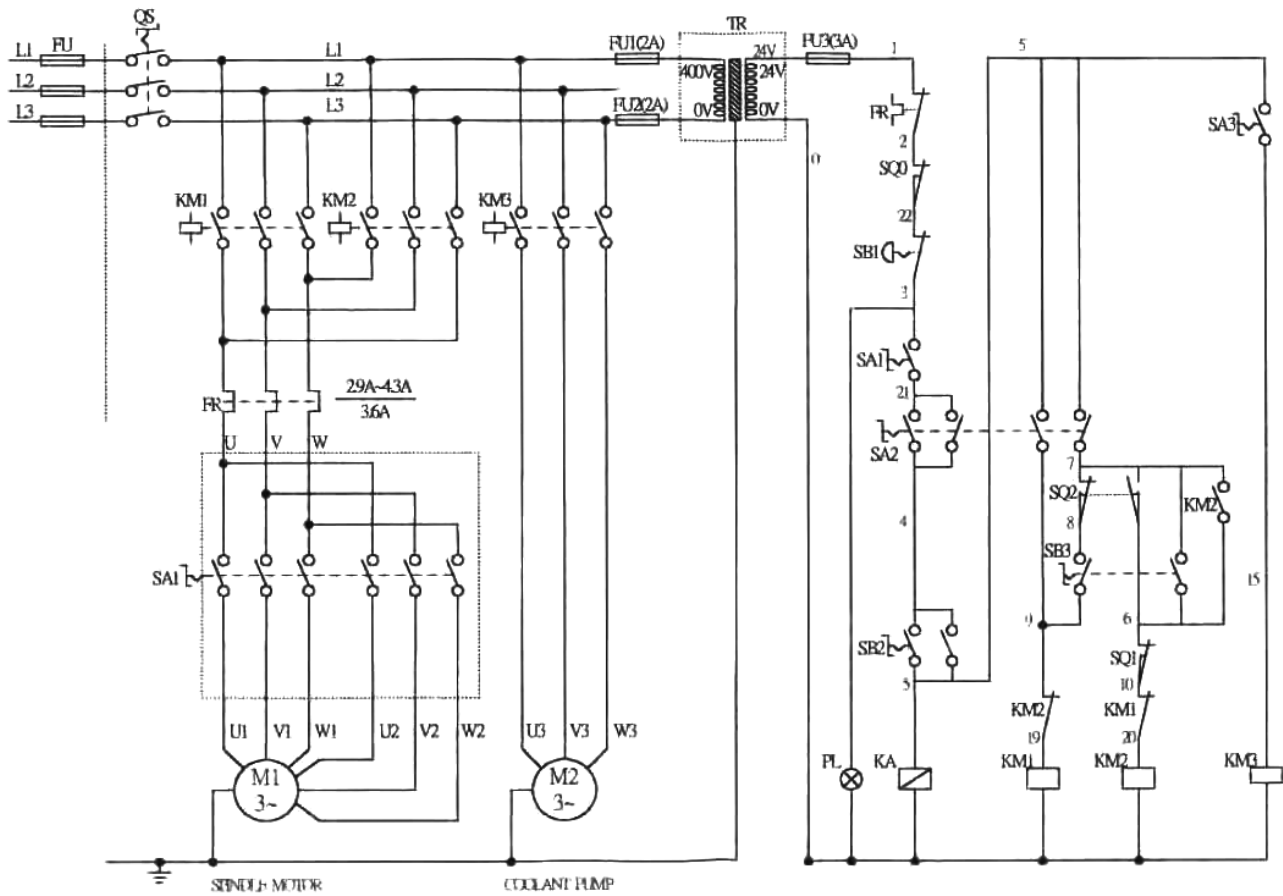 QS
TR
L1 FU L1 FU1(2A) 24V FU3(3A) 1 5
L2 L2 400V 24V
L3 L3 FU2(2A) 0V 0V
FR SA3
2
0
SQ0
KM1 KM2 KM3
22
SB1
3
SA1
2.9A~4.3A
3.6A
FR
21
U V W
SA2
7
SQ2 KM2
4 8
SB3
SA1
15
9 6
SB2
SQ1
5
10
U1 V1 W1 U2 V2 W2 U3 V3 W3
KM2 KM1
19 20
M1
3~
M2
3~
PL KA KM1 KM2 KM3
SPINDLE MOTOR COOLANT PUMP